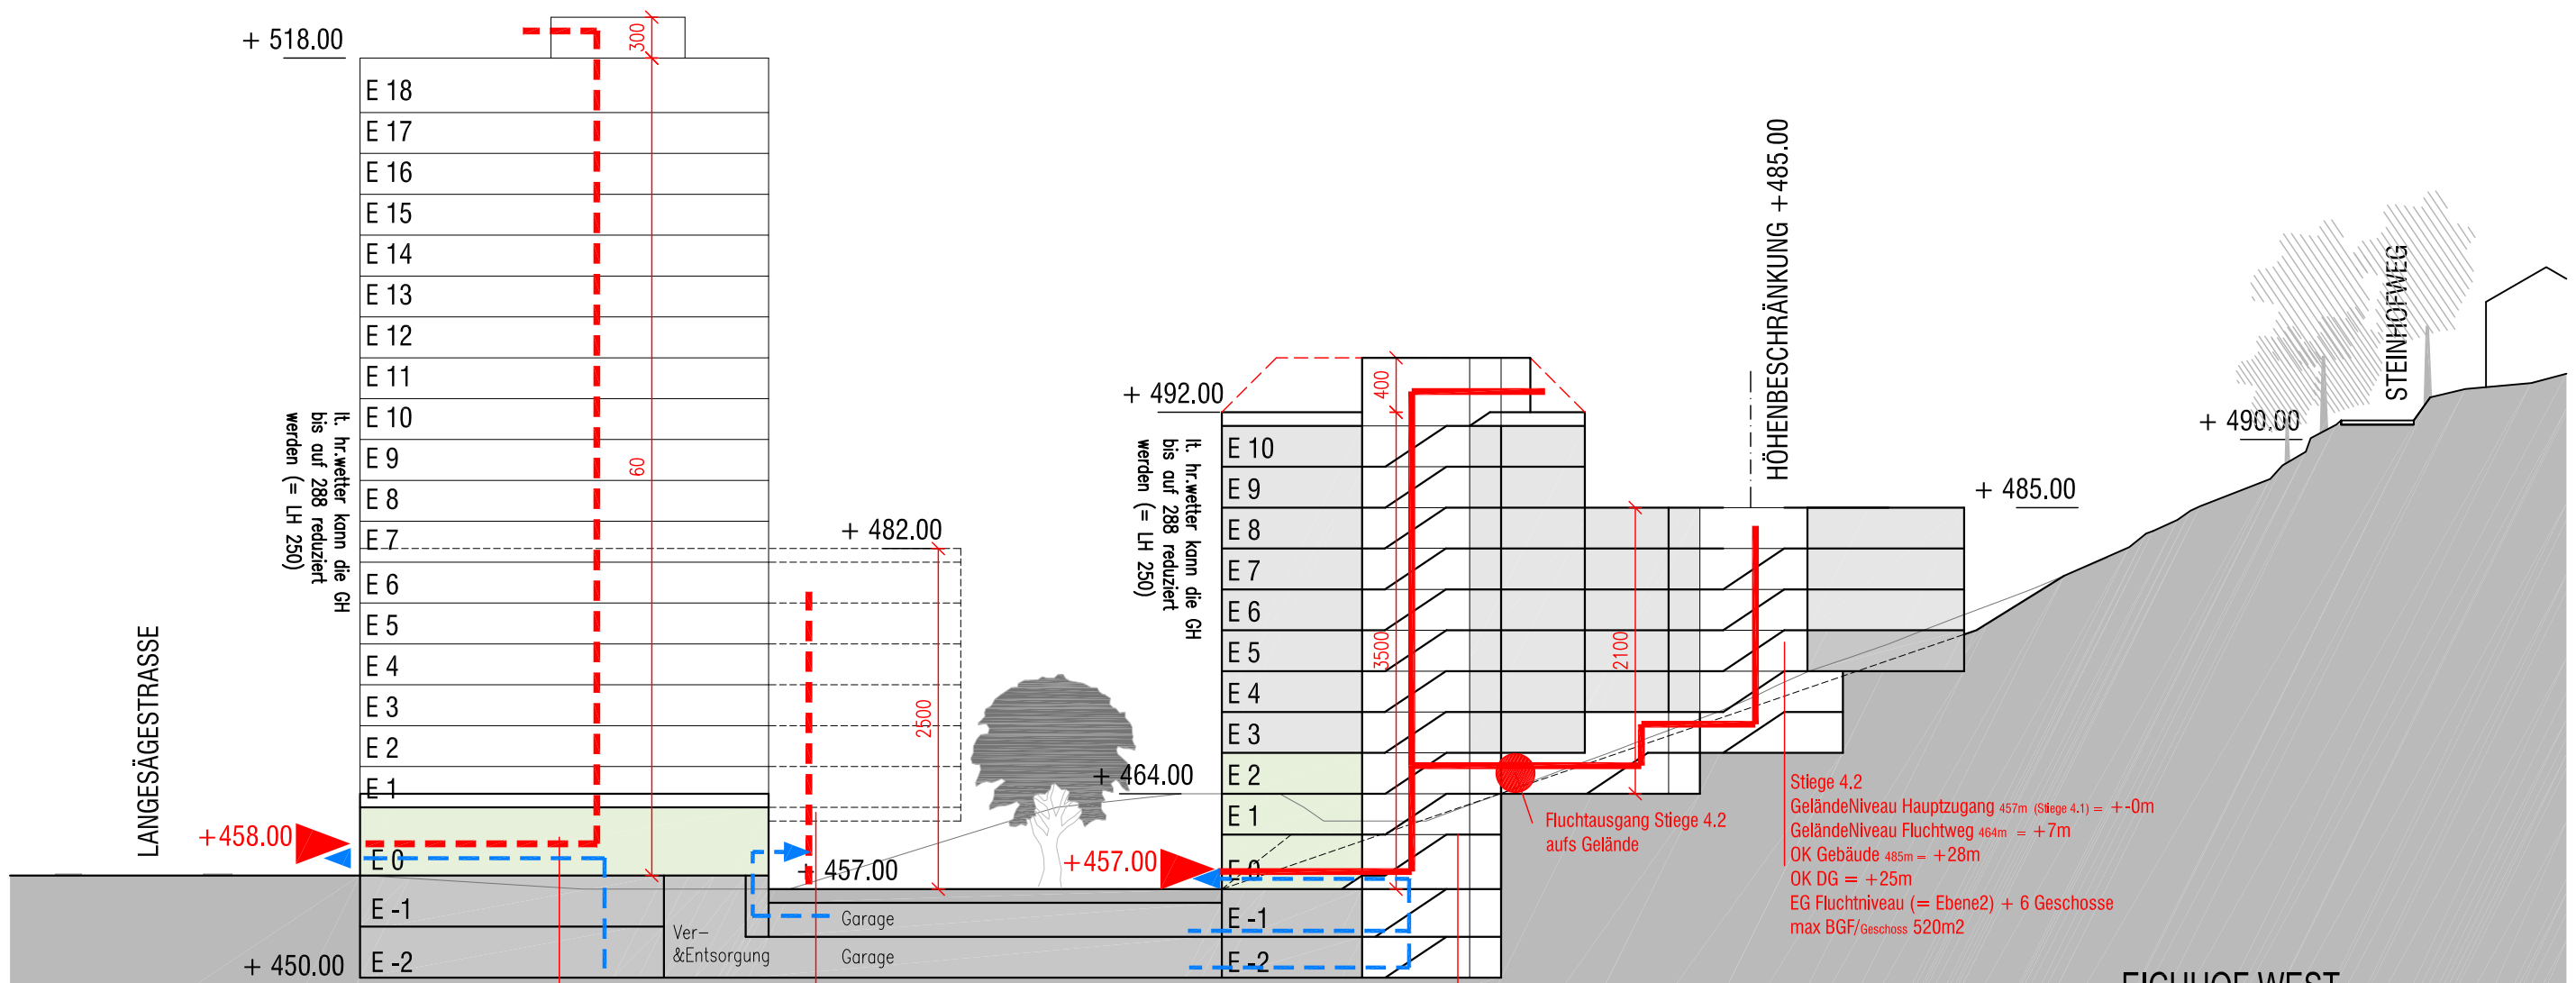 + 518.00
300
E 18
E 17
E 16
E 15
E 14
E 13
E 12
E 11
E 10
E 9
E 8
E 7
E 6
E 5
E 4
E 3
E 2
E 1
E 0
E -1
E -2
60
lt. hr.wetter kann die GH
bis auf 288 reduziert
werden (= LH 250)
LANGESÄGESTRASSE
+458.00
+ 450.00
Ver-
&Entsorgung
Garage
Garage
+ 482.00
2500
+ 457.00
+ 464.00
+457.00
+ 492.00
lt. hr.wetter kann die GH
bis auf 288 reduziert
werden (= LH 250)
400
3500
2100
E 10
E 9
E 8
E 7
E 6
E 5
E 4
E 3
E 2
E 1
E 0
E -1
E -2
Fluchtausgang Stiege 4.2
aufs Gelände
HÖHENBESCHRÄNKUNG +485.00
+ 485.00
Stiege 4.2
GeländeNiveau Hauptzugang 457m (Stiege 4.1) = +-0m
GeländeNiveau Fluchtweg 464m = +7m
OK Gebäude 485m = +28m
OK DG = +25m
EG Fluchtniveau (= Ebene2) + 6 Geschosse
max BGF/Geschoss 520m2
+ 490.00
STEINHOFWEG